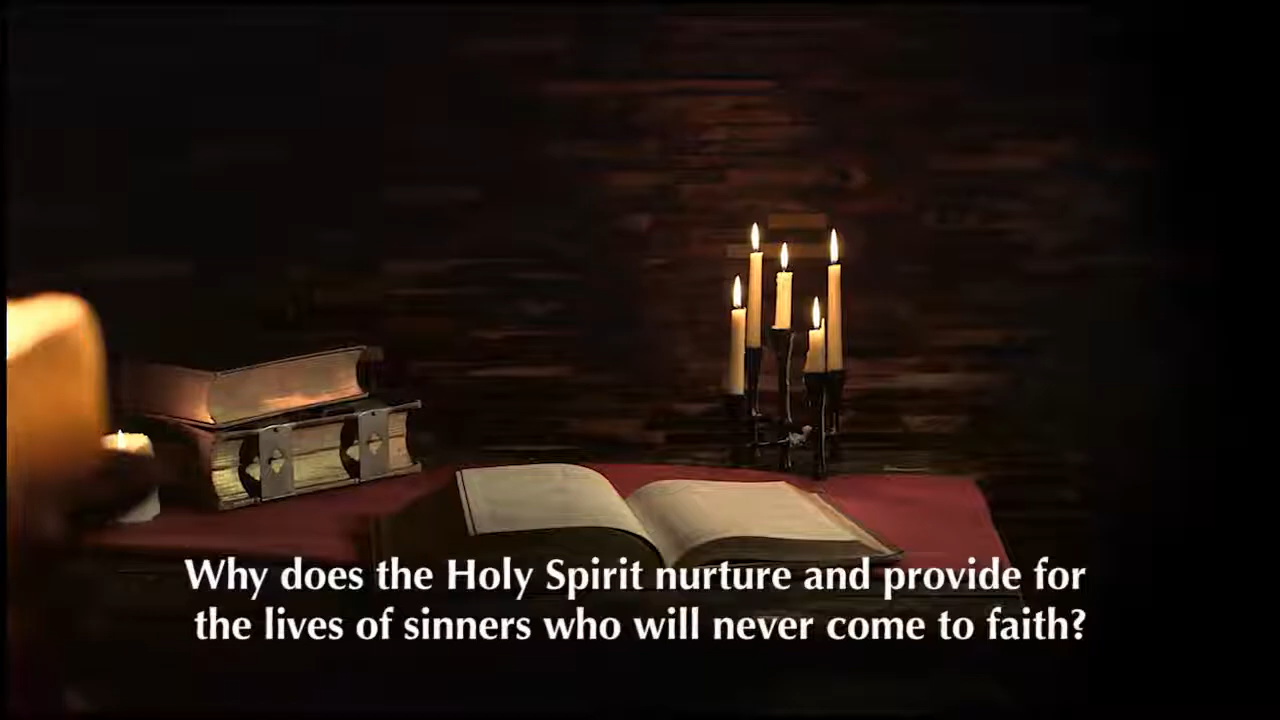 Why does the Holy Spirit nurture and provide for
the lives of sinners who will never come to faith?